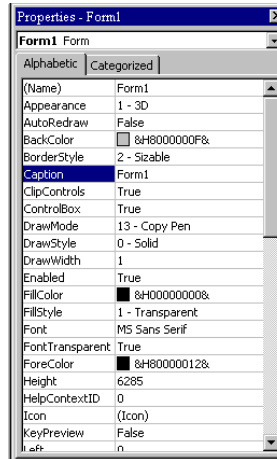 Properties - Form1
Form1 Form
Alphabetic Categorized
(Name) Form1
Appearance 1 - 3D
AutoRedraw False
BackColor &H8000000F&
BorderStyle 2 - Sizable
Caption Form1
ClipControls True
ControlBox True
DrawMode 13 - Copy Pen
DrawStyle 0 - Solid
DrawWidth 1
Enabled True
FillColor &H00000000&
FillStyle 1 - Transparent
Font MS Sans Serif
FontTransparent True
ForeColor &H80000012&
Height 6285
HelpContextID 0
Icon (Icon)
KeyPreview False
Left 0